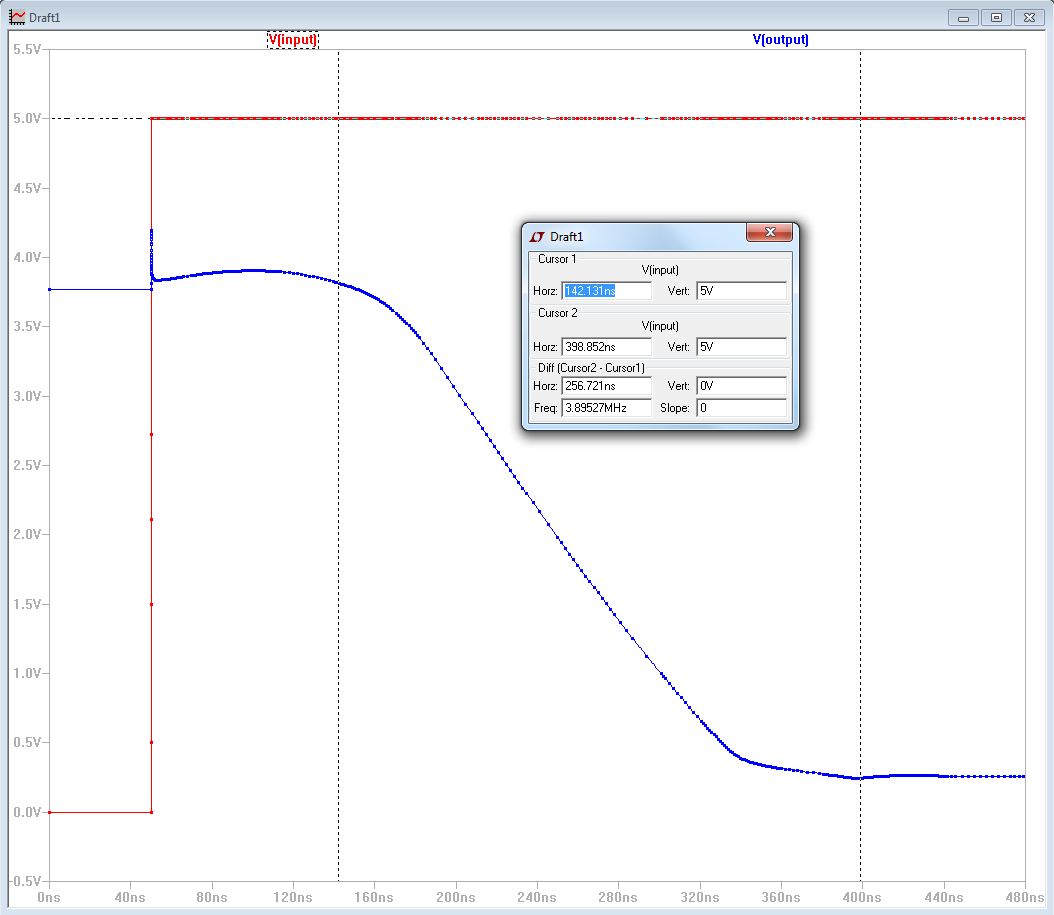 Draft1
V(input) V(output)
5.5V
5.0V
4.5V
4.0V
3.5V
3.0V
2.5V
2.0V
1.5V
1.0V
0.5V
0.0V
-0.5V
0ns 40ns 80ns 120ns 160ns 200ns 240ns 280ns 320ns 360ns 400ns 440ns 480ns
Draft1
Cursor 1
V(input)
Horz: 142.131ns Vert: 5V
Cursor 2
V(input)
Horz: 398.852ns Vert: 5V
Diff (Cursor2 - Cursor1)
Horz: 256.721ns Vert: 0V
Freq: 3.89527MHz Slope: 0